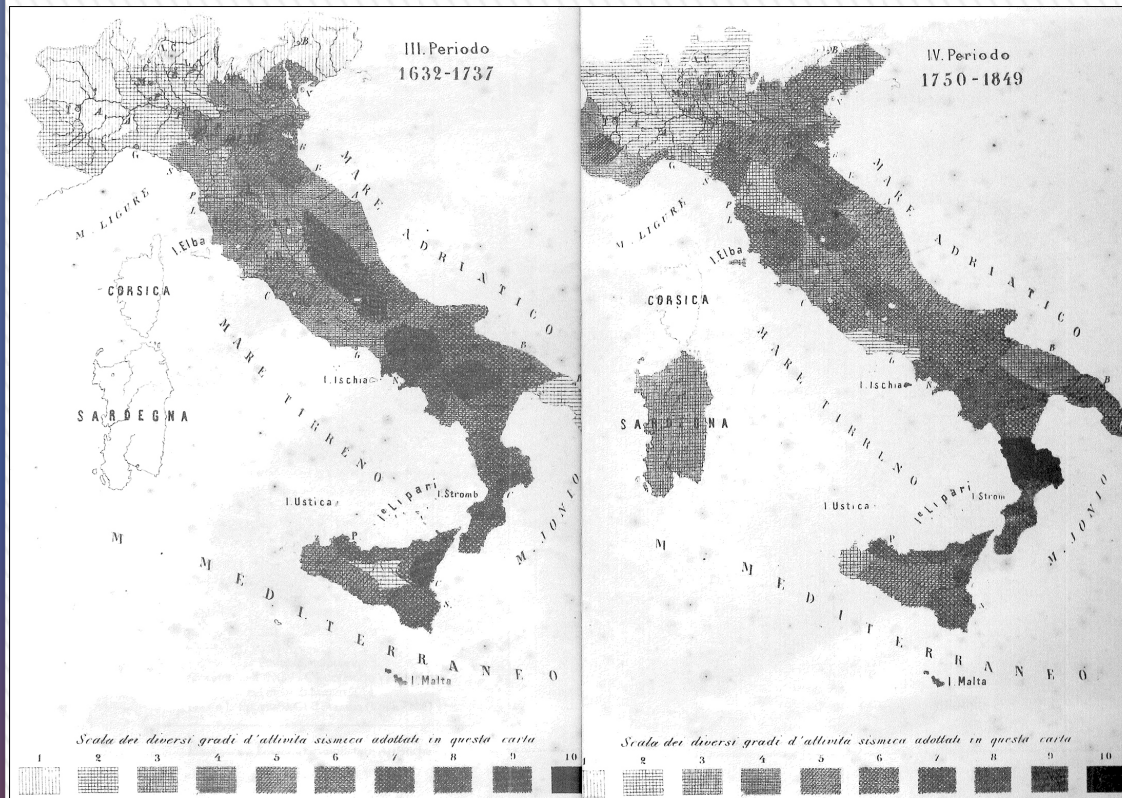 III. Periodo
1632-1737
M. LIGURE
I. Elba
MARE ADRIATICO
CORSICA
MARE TIRRENO
I. Ischia
SARDEGNA
I. Ustica
Iᵉ Lipari
I. Stromb
M. JONIO
M. MEDITERRANEO
I. Malta
Scala dei diversi gradi d'attività sismica adottati in questa carta
1 2 3 4 5 6 7 8 9 10
IV. Periodo
1750-1849
M. LIGURE
I. Elba
MARE ADRIATICO
CORSICA
MARE TIRRENO
I. Ischia
SARDEGNA
I Ustica
Iᵉ Lipari
I. Strom
M. JONIO
M. MEDITERRANEO
I. Malta
Scala dei diversi gradi d'attività sismica adottati in questa carta
1 2 3 4 5 6 7 8 9 10